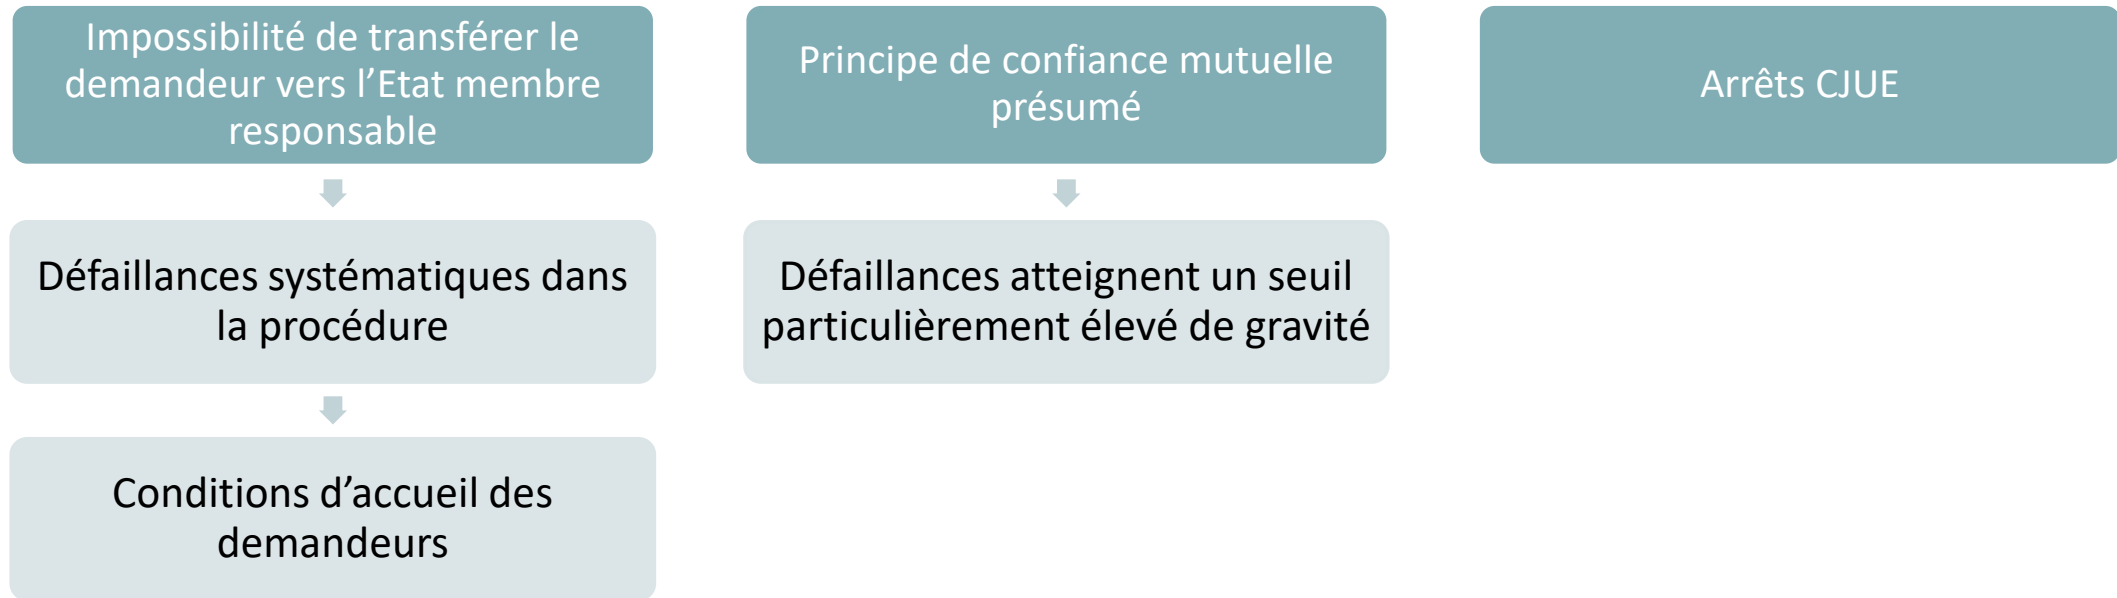 Impossibilité de transférer le
demandeur vers l’Etat membre
responsable
Défaillances systématiques dans
la procédure
Conditions d’accueil des
demandeurs
Principe de confiance mutuelle
présumé
Défaillances atteignent un seuil
particulièrement élevé de gravité
Arrêts CJUE